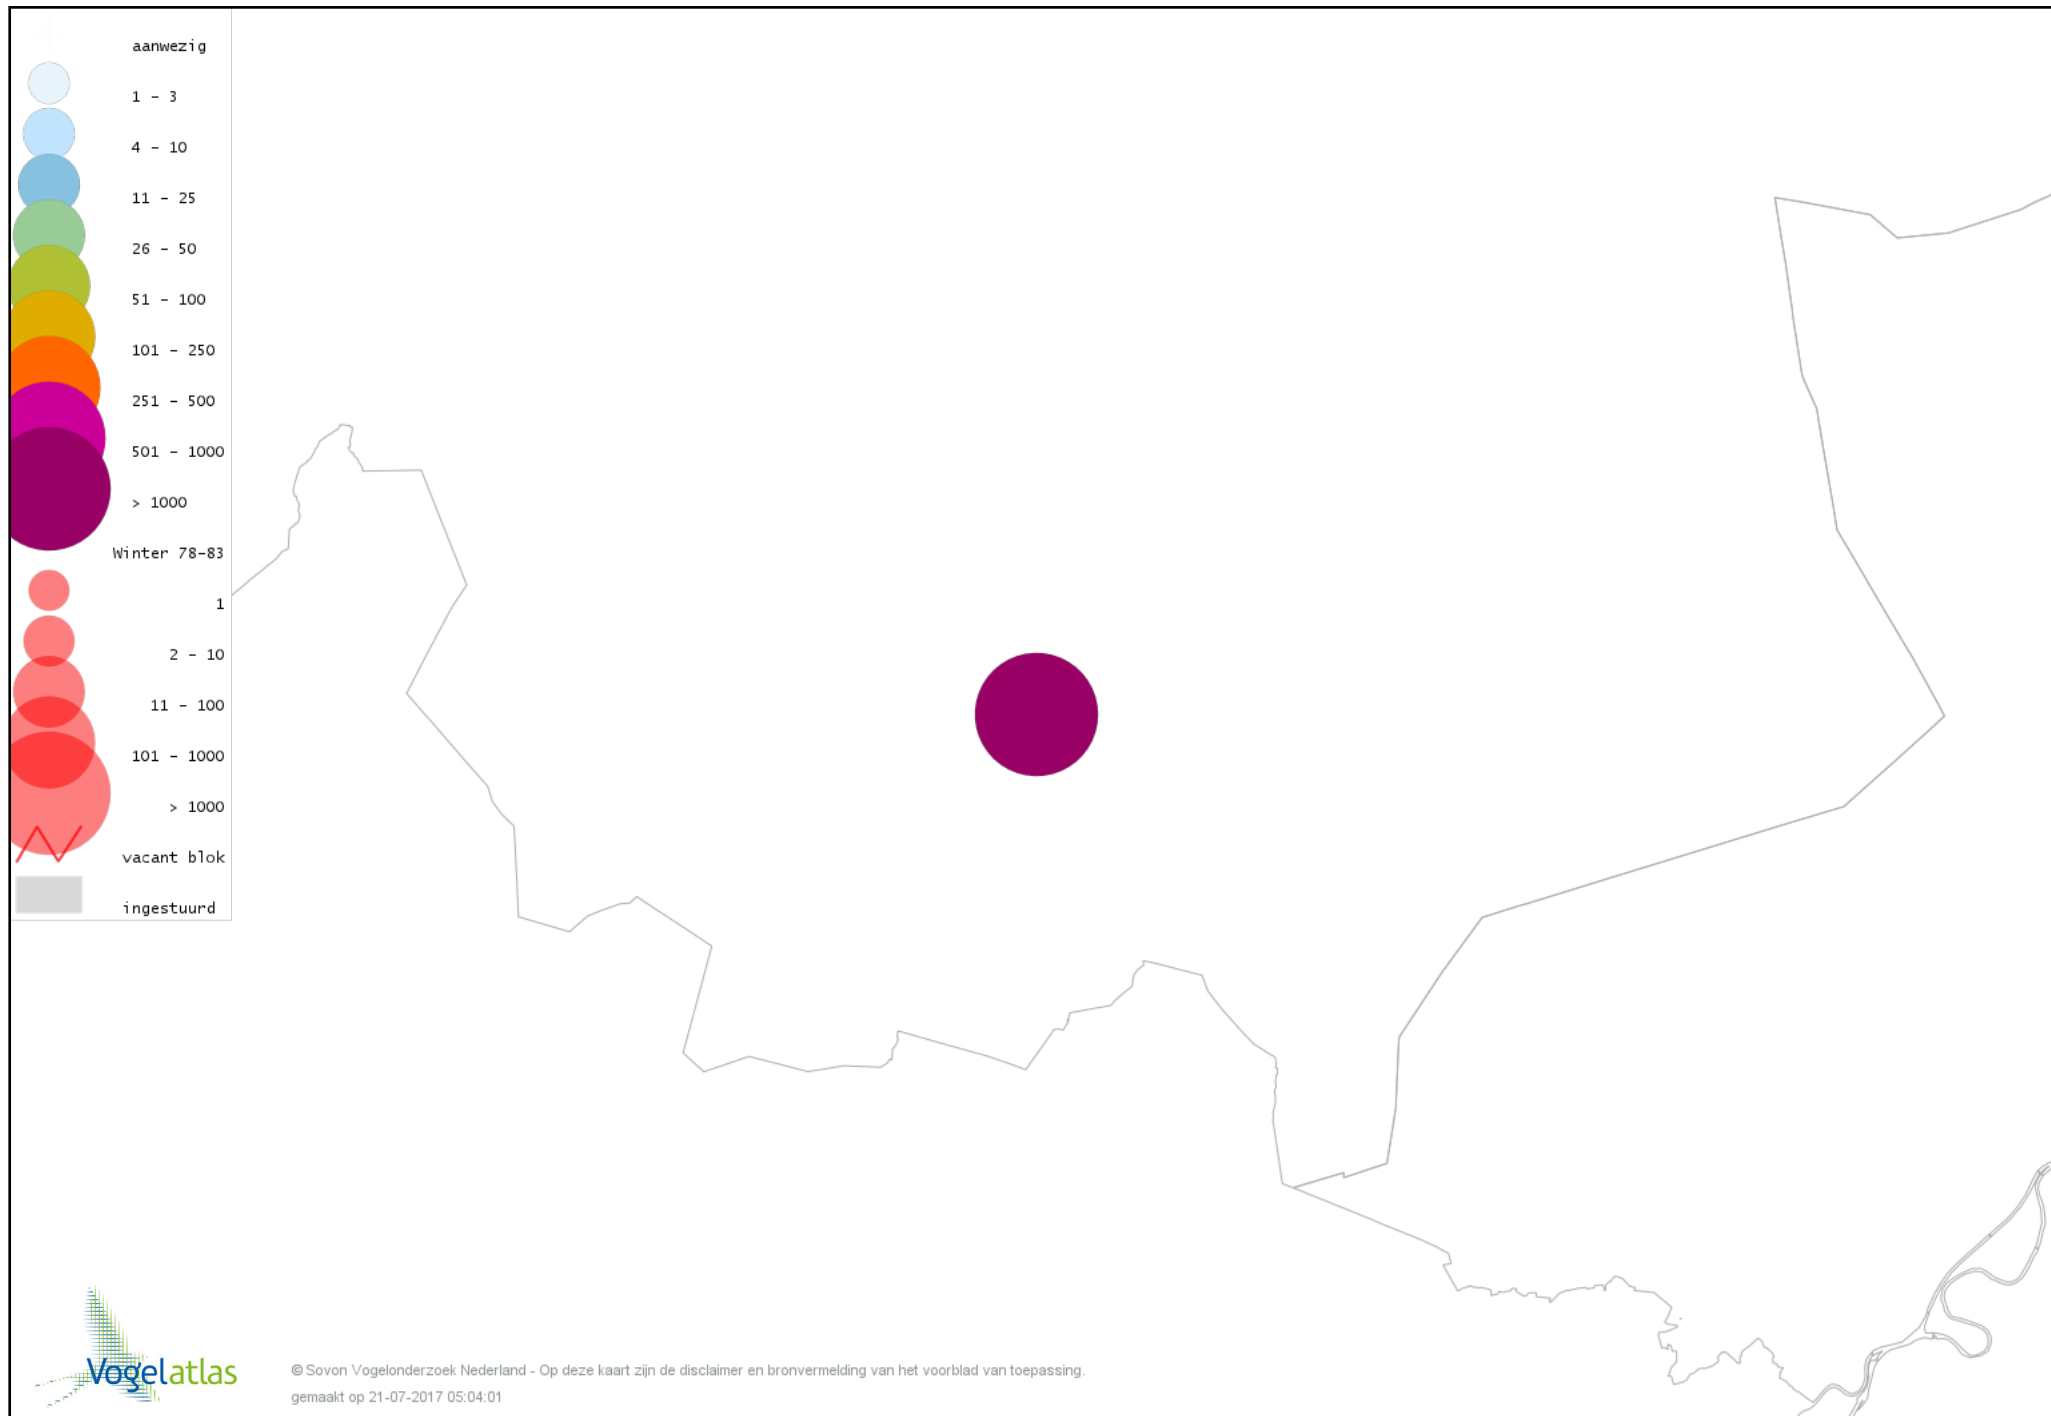 aanwezig
1 - 3
4 - 10
11 - 25
26 - 50
51 - 100
101 - 250
251 - 500
501 - 1000
> 1000
Winter 78-83
1
2 - 10
11 - 100
101 - 1000
> 1000
vacant blok
ingestuurd
Vogelatlas
© Sovon Vogelonderzoek Nederland - Op deze kaart zijn de disclaimer en bronvermelding van het voorblad van toepassing.
gemaakt op 21-07-2017 05:04:01